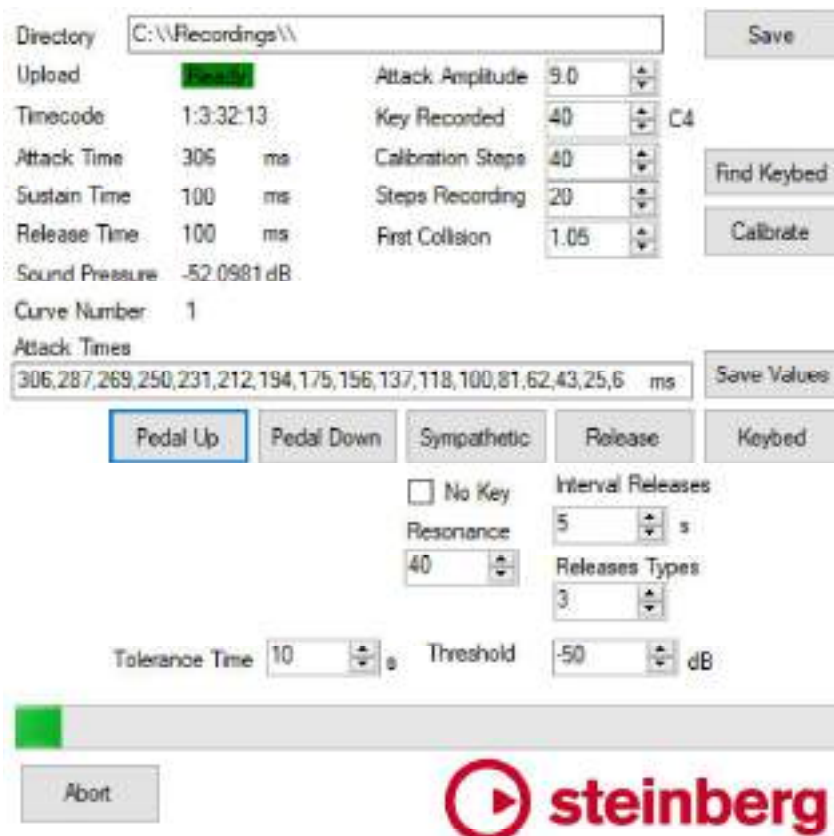 Directory C:\\Recordings\\ Save
Upload Ready Attack Amplitude 9.0
Timecode 1:3:32:13 Key Recorded 40 C4
Attack Time 306 ms Calibration Steps 40 Find Keybed
Sustain Time 100 ms Steps Recording 20
Release Time 100 ms First Collision 1.05 Calibrate
Sound Pressure -52.0981 dB
Curve Number 1
Attack Times
306,287,269,250,231,212,194,175,156,137,118,100,81,62,43,25,6 ms Save Values
Pedal Up Pedal Down Sympathetic Release Keybed
No Key Interval Releases
Resonance 5 s
40 Releases Types
3
Tolerance Time 10 s Threshold -50 dB
Abort steinberg